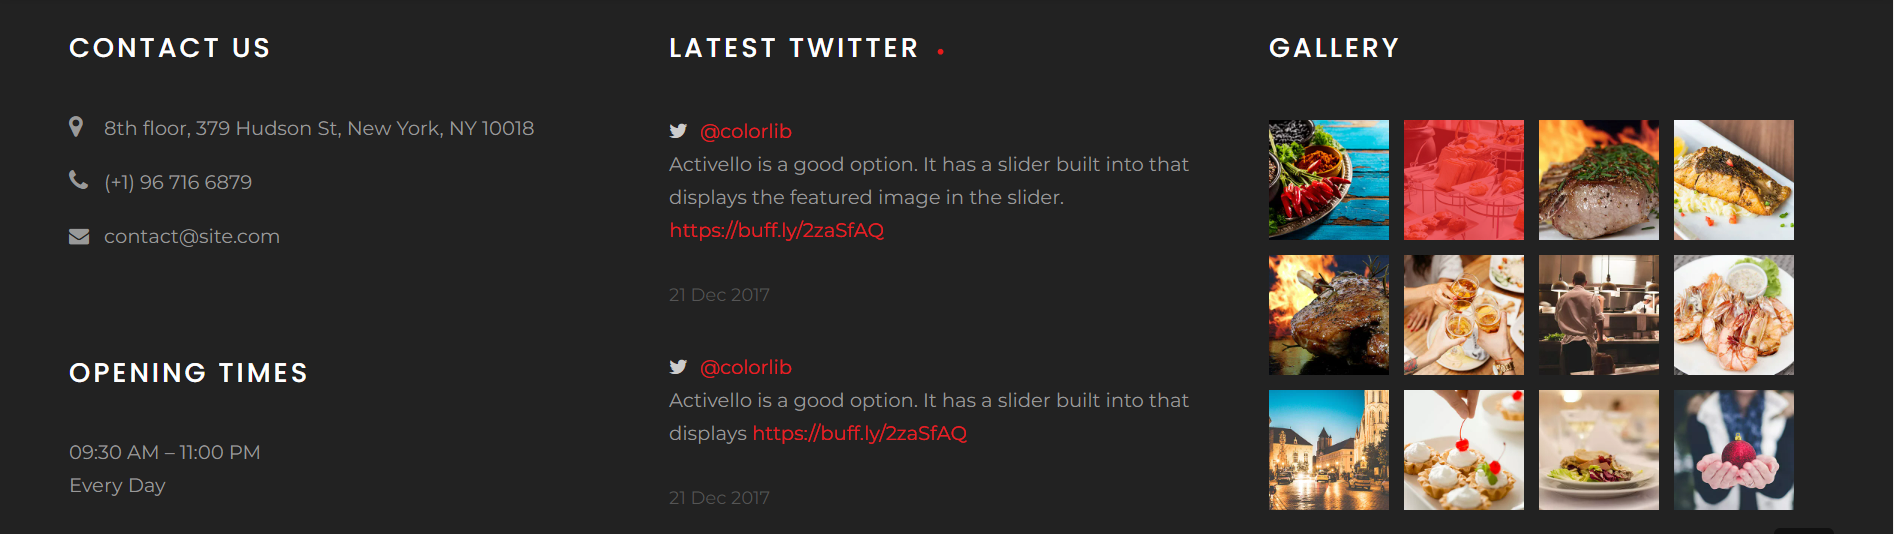 CONTACT US
8th floor, 379 Hudson St, New York, NY 10018
(+1) 96 716 6879
contact@site.com
OPENING TIMES
09:30 AM – 11:00 PM
Every Day
LATEST TWITTER
@colorlib
Activello is a good option. It has a slider built into that
displays the featured image in the slider.
https://buff.ly/2zaSfAQ
21 Dec 2017
@colorlib
Activello is a good option. It has a slider built into that
displays https://buff.ly/2zaSfAQ
21 Dec 2017
GALLERY